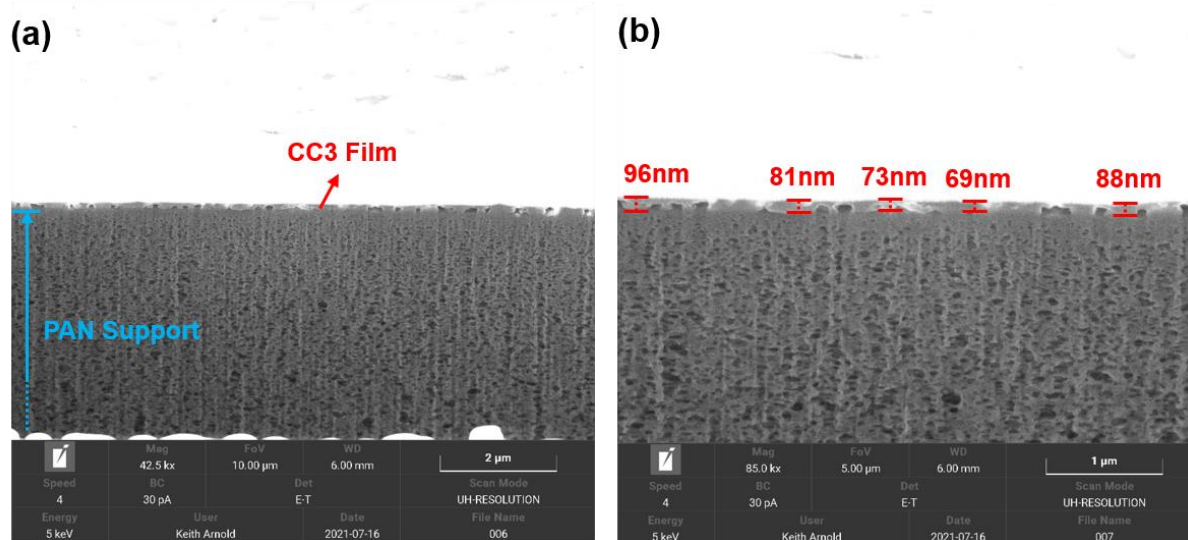 (a)
CC3 Film
PAN Support
Mag FoV WD
42.5 kx 10.00 µm 6.00 mm 2 µm
Speed BC Det Scan Mode
4 30 pA E-T UH-RESOLUTION
Energy User Date File Name
5 keV Keith Arnold 2021-07-16 006
(b)
96nm 81nm 73nm 69nm 88nm
Mag FoV WD
85.0 kx 5.00 µm 6.00 mm 1 µm
Speed BC Det Scan Mode
4 30 pA E-T UH-RESOLUTION
Energy User Date File Name
5 keV Keith Arnold 2021-07-16 007